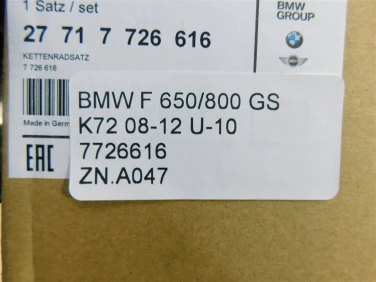 1 Satz / set
27 71 7 726 616
KETTENRADSATZ
7 726 616
BMW
GROUP
Made in Germ
EAC
BMW F 650/800 GS
K72 08-12 U-10
7726616
ZN.A047